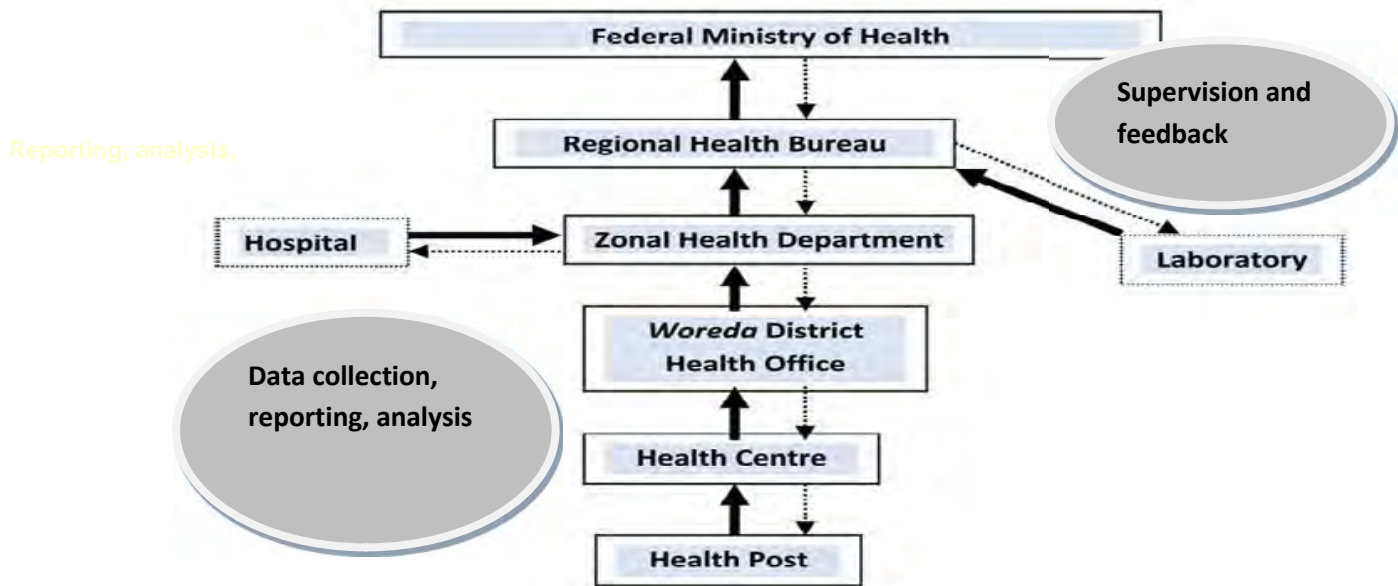 Federal Ministry of Health
Supervision and
feedback
Reporting, analysis,
Regional Health Bureau
Hospital
Zonal Health Department
Laboratory
Woreda District
Health Office
Data collection,
reporting, analysis
Health Centre
Health Post